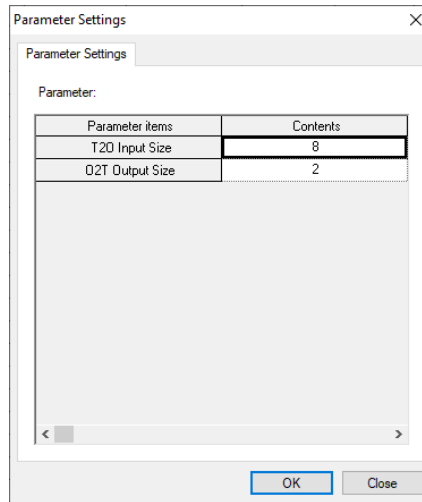 Parameter Settings
Parameter Settings
Parameter:
Parameter items Contents
T2O Input Size 8
O2T Output Size 2
OK Close